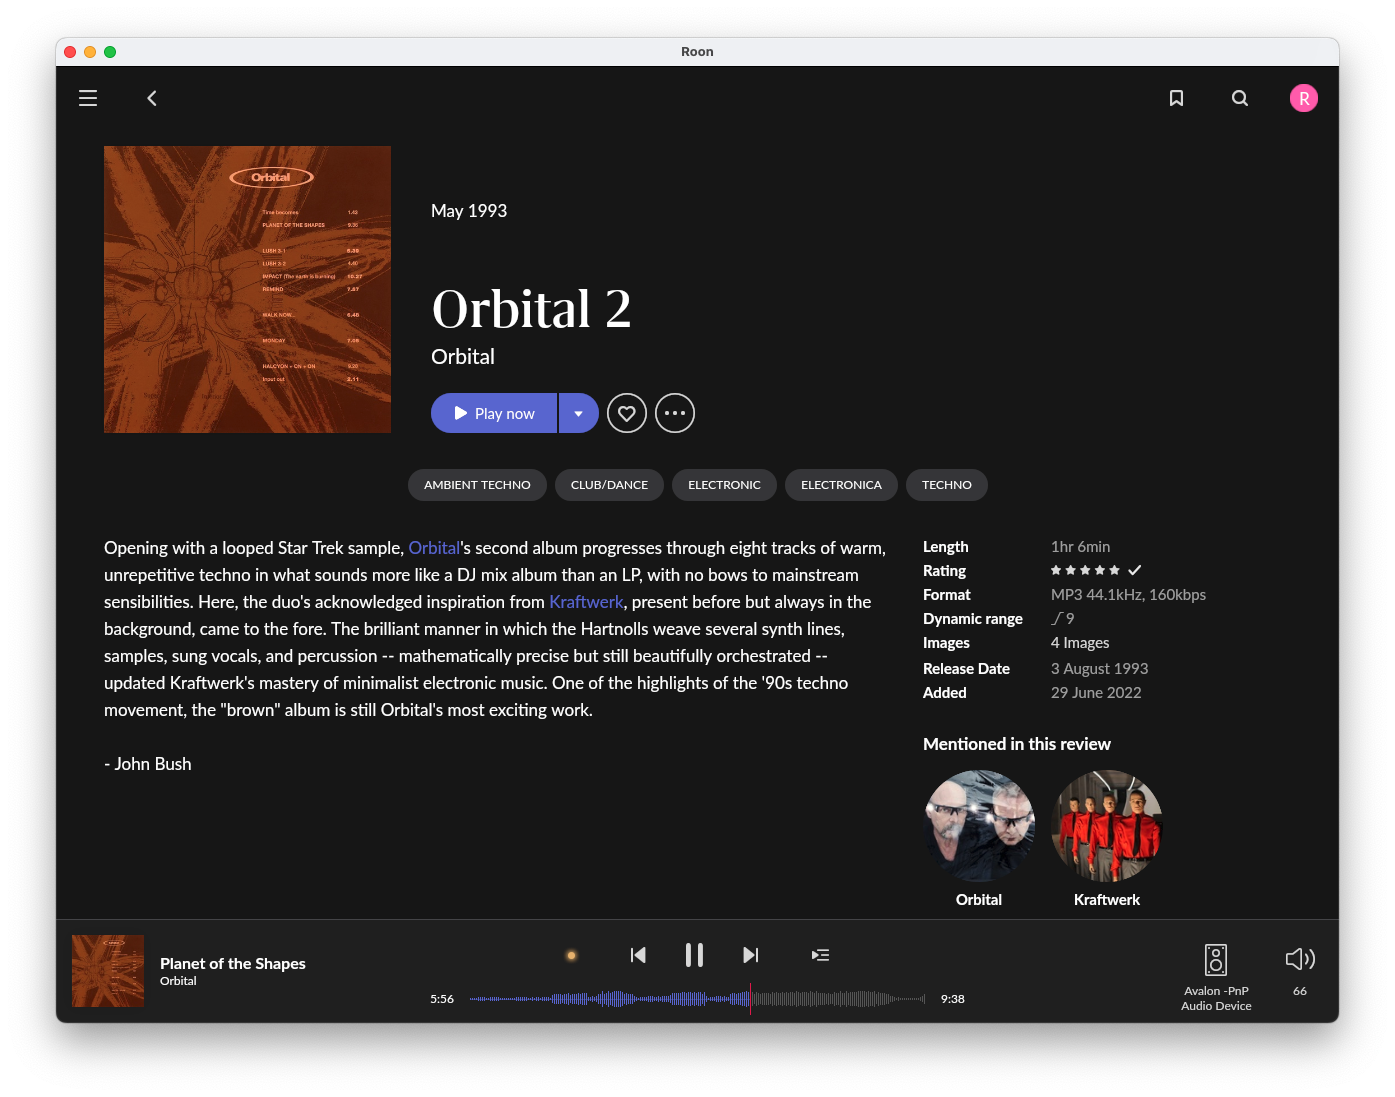 Roon
R
Orbital
Time becomes 1.43
PLANET OF THE SHAPES 9.36
LUSH 3-1
LUSH 3-2
IMPACT (The earth is burning) 10.27
REMIND 7.57
WALK NOW... 6.48
MONDAY 7.06
HALCYON + ON + ON
Input out 2.11
May 1993
Orbital 2
Orbital
Play now
AMBIENT TECHNO CLUB/DANCE ELECTRONIC ELECTRONICA TECHNO
Opening with a looped Star Trek sample, Orbital's second album progresses through eight tracks of warm,
unrepetitive techno in what sounds more like a DJ mix album than an LP, with no bows to mainstream
sensibilities. Here, the duo's acknowledged inspiration from Kraftwerk, present before but always in the
background, came to the fore. The brilliant manner in which the Hartnolls weave several synth lines,
samples, sung vocals, and percussion -- mathematically precise but still beautifully orchestrated --
updated Kraftwerk's mastery of minimalist electronic music. One of the highlights of the '90s techno
movement, the "brown" album is still Orbital's most exciting work.
- John Bush
Length 1hr 6min
Rating
Format MP3 44.1kHz, 160kbps
Dynamic range 9
Images 4 Images
Release Date 3 August 1993
Added 29 June 2022
Mentioned in this review
Orbital
Kraftwerk
Planet of the Shapes
Orbital
5:56
9:38
Avalon -PnP
Audio Device
66